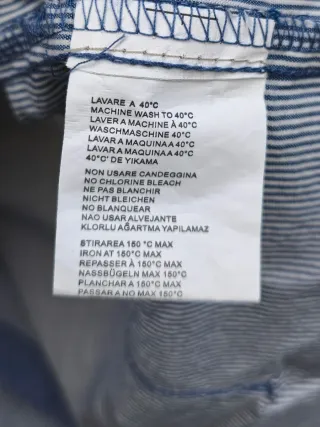 LAVARE A 40°C
MACHINE WASH TO 40°C
LAVER A MACHINE À 40°C
WASCHMASCHINE 40°C
LAVAR A MAQUINA A 40°C
LAVAR A MAQUINA A 40°C
40°C' DE YIKAMA
NON USARE CANDEGGINA
NO CHLORINE BLEACH
NE PAS BLANCHIR
NICHT BLEICHEN
NO BLANQUEAR
NAO USAR ALVEJANTE
KLORLU AĞARTMA YAPILAMAZ
STIRAREA 150 °C MAX
IRON AT 150°C MAX
REPASSER À 150°C MAX
NASSBÜGELN MAX 150°C
PLANCHAR A 150°C MAX
PASSAR A NO MAX 150°C